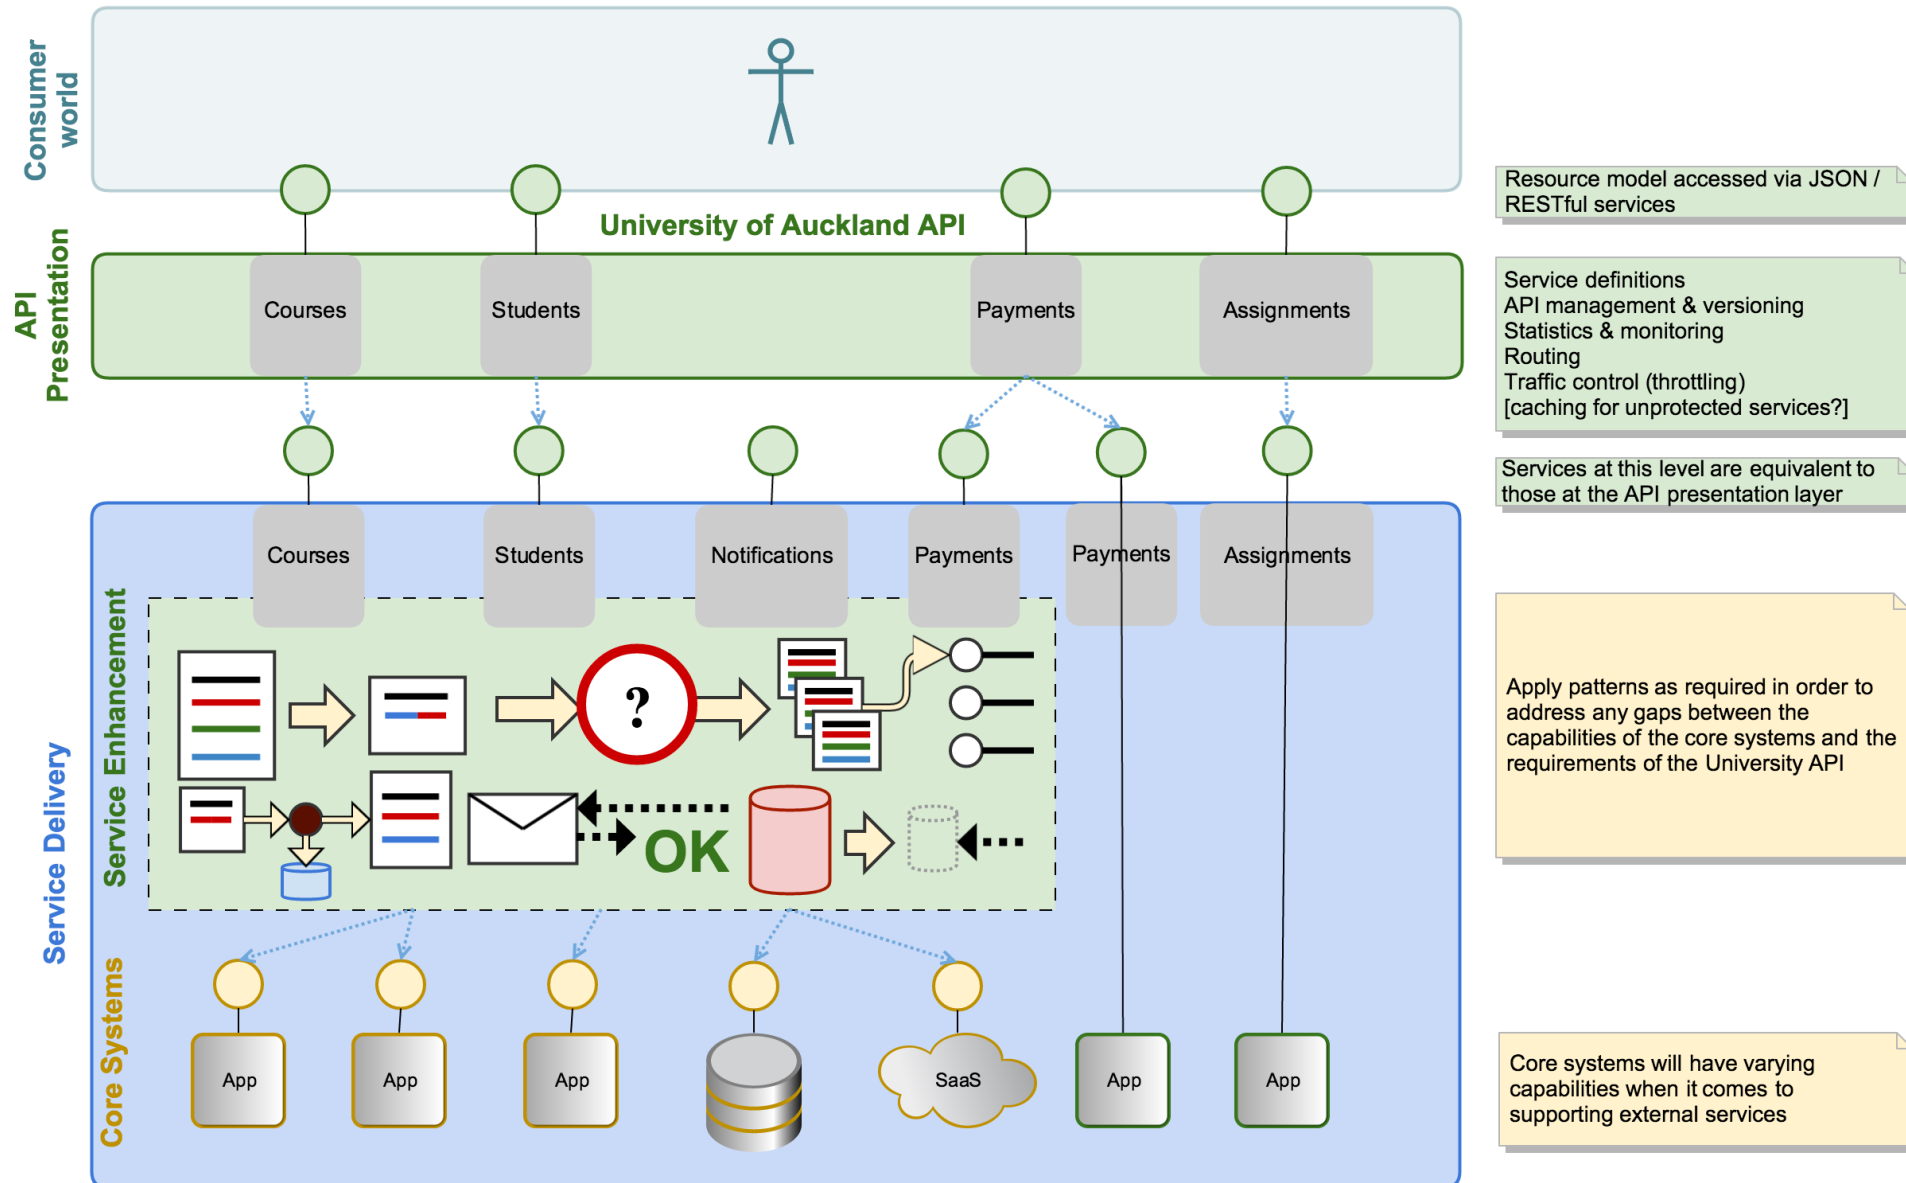 Consumer
world
University of Auckland API
Resource model accessed via JSON /
RESTful services
API
Presentation
Courses
Students
Payments
Assignments
Service definitions
API management & versioning
Statistics & monitoring
Routing
Traffic control (throttling)
[caching for unprotected services?]
Services at this level are equivalent to
those at the API presentation layer
Service Delivery
Courses
Students
Notifications
Payments
Payments
Assignments
Service Enhancement
?
OK
Apply patterns as required in order to
address any gaps between the
capabilities of the core systems and the
requirements of the University API
Core Systems
App
App
App
SaaS
App
App
Core systems will have varying
capabilities when it comes to
supporting external services